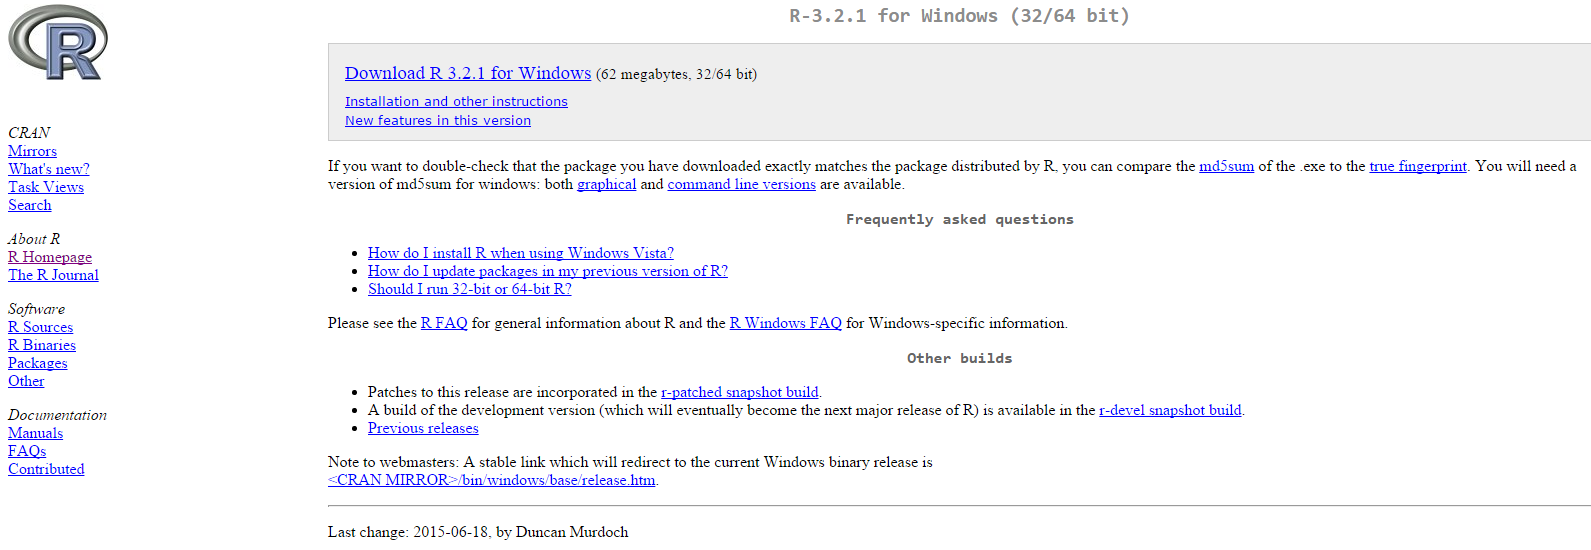 R
CRAN
Mirrors
What's new?
Task Views
Search
About R
R Homepage
The R Journal
Software
R Sources
R Binaries
Packages
Other
Documentation
Manuals
FAQs
Contributed
R-3.2.1 for Windows (32/64 bit)
Download R 3.2.1 for Windows (62 megabytes, 32/64 bit)
Installation and other instructions
New features in this version
If you want to double-check that the package you have downloaded exactly matches the package distributed by R, you can compare the md5sum of the .exe to the true fingerprint. You will need a
version of md5sum for windows: both graphical and command line versions are available.
Frequently asked questions
• How do I install R when using Windows Vista?
• How do I update packages in my previous version of R?
• Should I run 32-bit or 64-bit R?
Please see the R FAQ for general information about R and the R Windows FAQ for Windows-specific information.
Other builds
• Patches to this release are incorporated in the r-patched snapshot build.
• A build of the development version (which will eventually become the next major release of R) is available in the r-devel snapshot build.
• Previous releases
Note to webmasters: A stable link which will redirect to the current Windows binary release is
<CRAN MIRROR>/bin/windows/base/release.htm.
Last change: 2015-06-18, by Duncan Murdoch